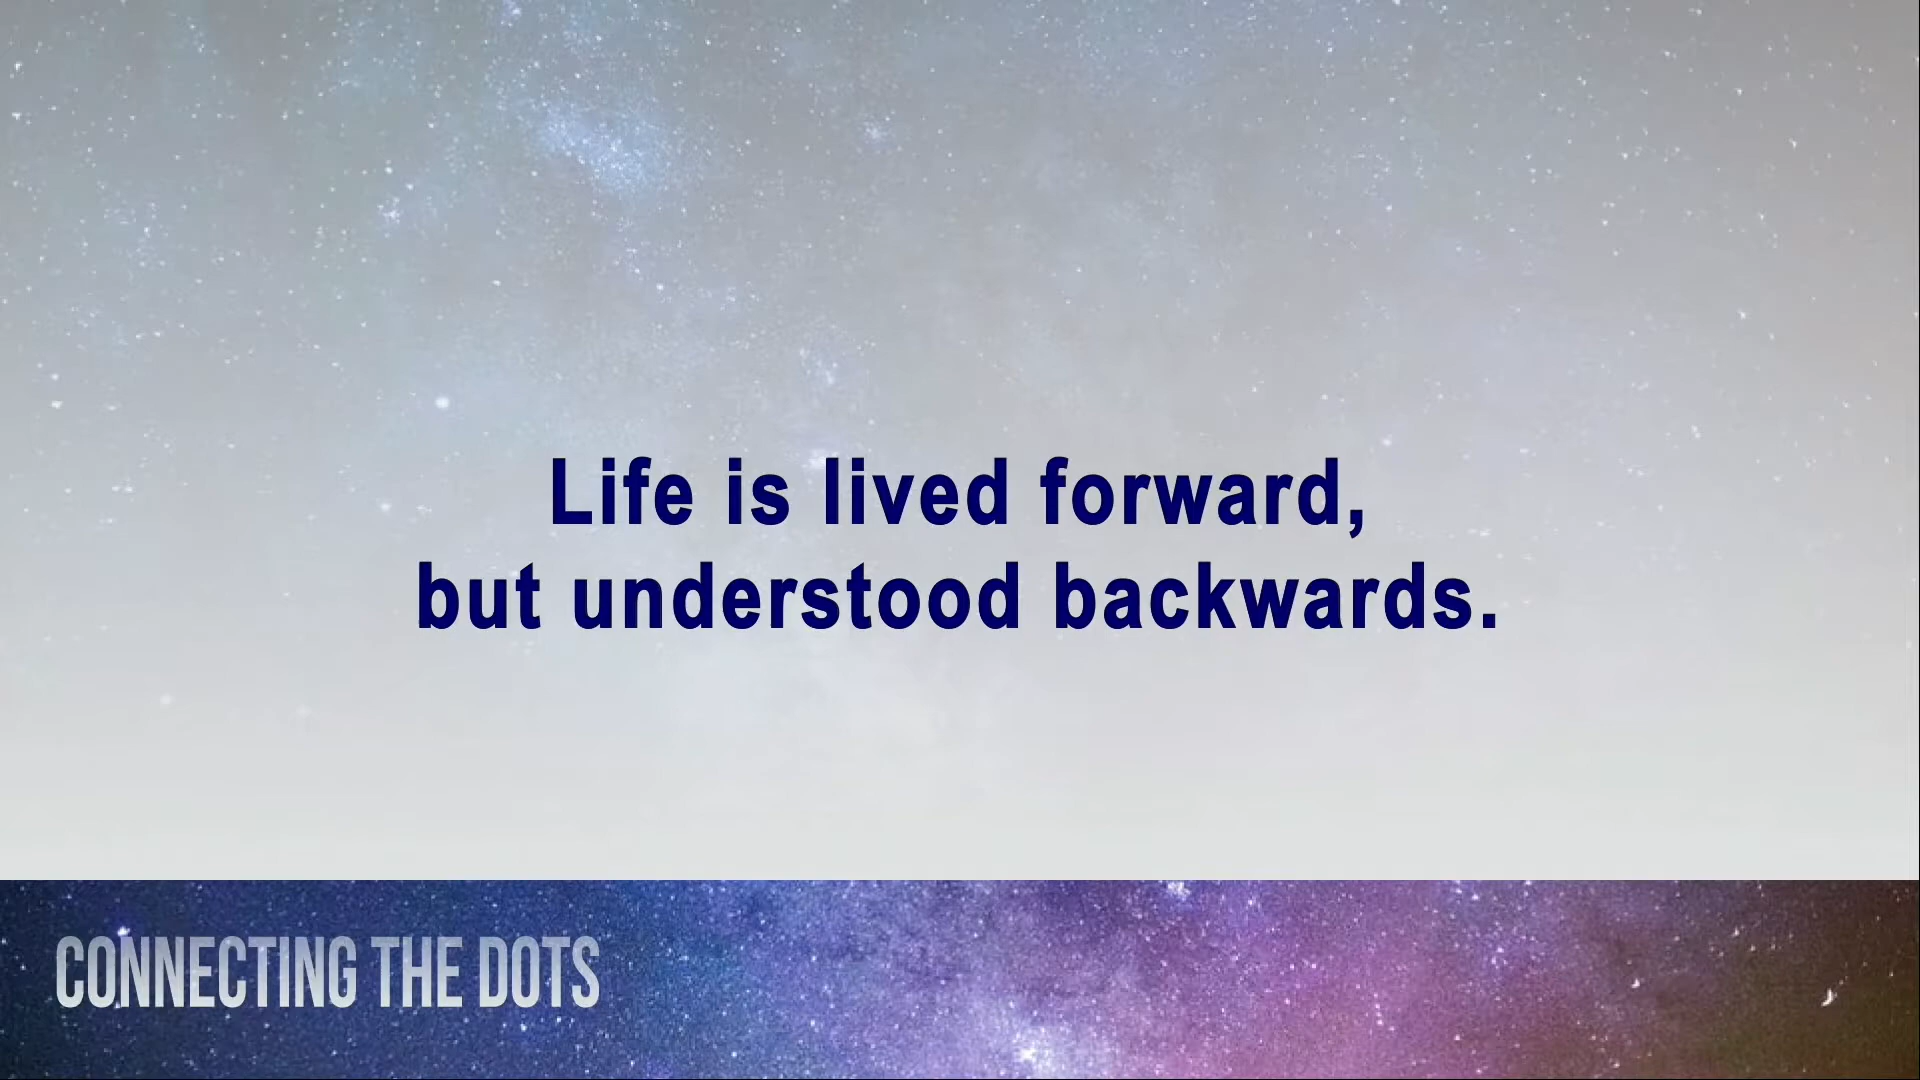 Life is lived forward,
but understood backwards.
CONNECTING THE DOTS